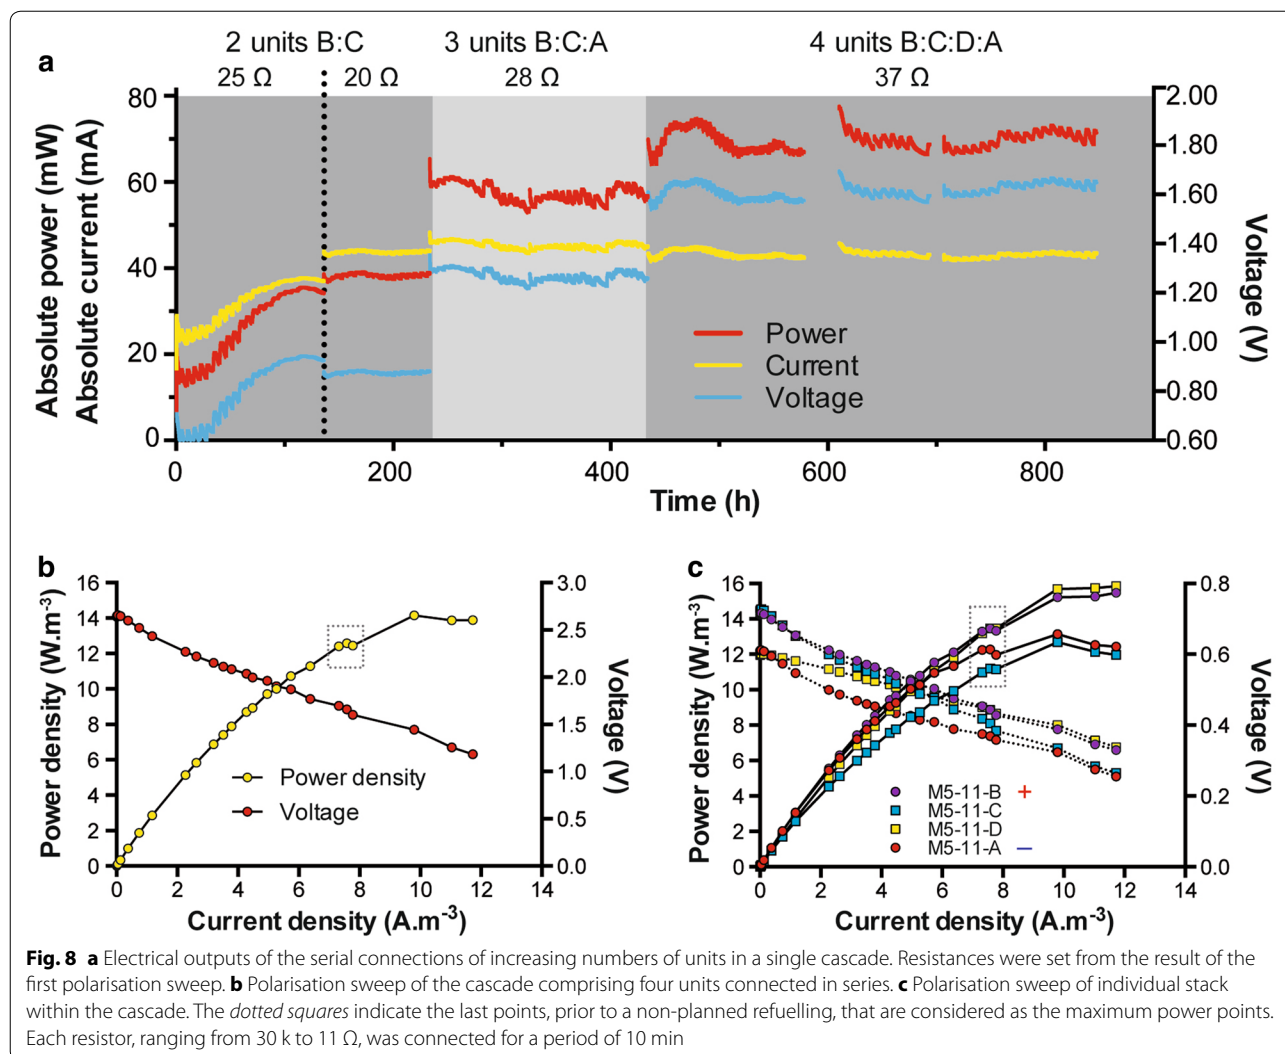 a
2 units B:C
3 units B:C:A
4 units B:C:D:A
25 Ω
20 Ω
28 Ω
37 Ω
Absolute power (mW)
Absolute current (mA)
80
60
40
20
0
2.00
1.80
1.60
1.40
1.20
1.00
0.80
0.60
Voltage (V)
Power
Current
Voltage
0
200
400
600
800
Time (h)
b
Power density (W.m⁻³)
16
14
12
10
8
6
4
2
0
3.0
2.5
2.0
1.5
1.0
0.5
0.0
Voltage (V)
Power density
Voltage
0
2
4
6
8
10
12
14
Current density (A.m⁻³)
c
Power density (W.m⁻³)
16
14
12
10
8
6
4
2
0
0.8
0.6
0.4
0.2
0.0
Voltage (V)
M5-11-B +
M5-11-C
M5-11-D
M5-11-A −
0
2
4
6
8
10
12
14
Current density (A.m⁻³)
Fig. 8 a Electrical outputs of the serial connections of increasing numbers of units in a single cascade. Resistances were set from the result of the
first polarisation sweep. b Polarisation sweep of the cascade comprising four units connected in series. c Polarisation sweep of individual stack
within the cascade. The dotted squares indicate the last points, prior to a non-planned refuelling, that are considered as the maximum power points.
Each resistor, ranging from 30 k to 11 Ω, was connected for a period of 10 min